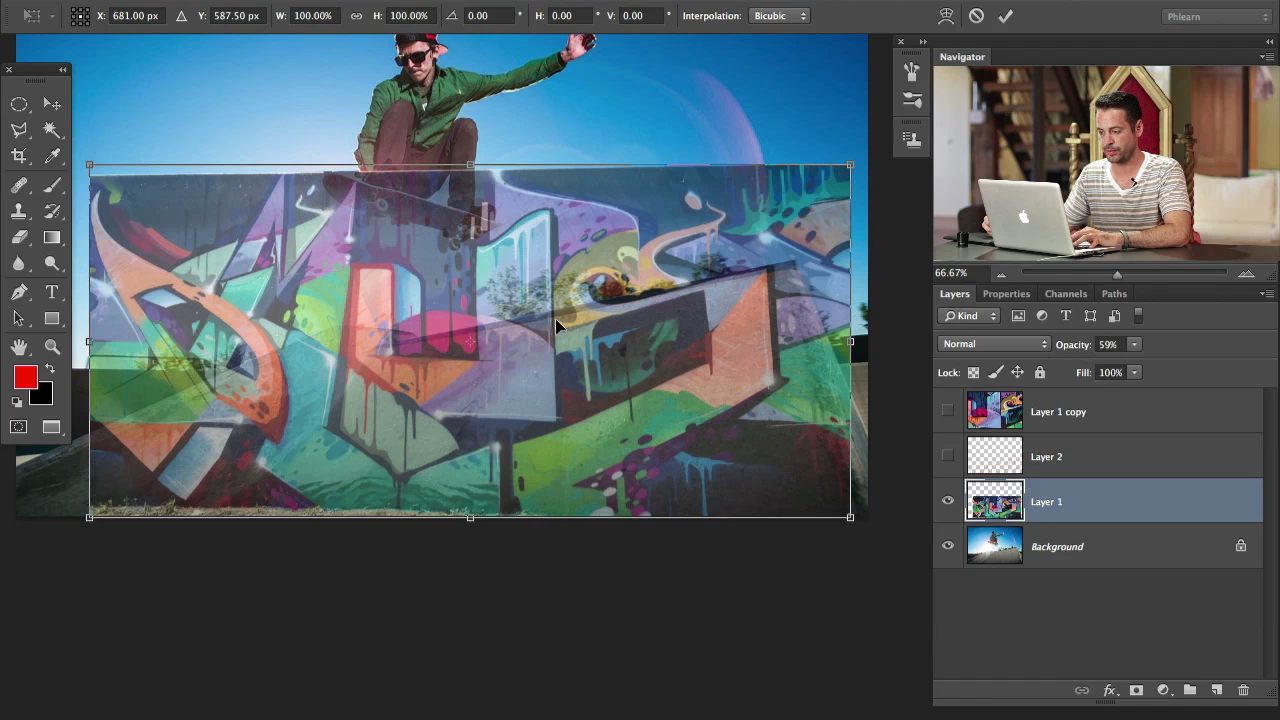 X: 681.00 px Y: 587.50 px W: 100.00% H: 100.00% 0.00 ° H: 0.00 ° V: 0.00 ° Interpolation: Bicubic Phlearn
Navigator
66.67%
Layers Properties Channels Paths
Kind T
Normal Opacity: 59%
Lock: Fill: 100%
Layer 1 copy
Layer 2
Layer 1
Background
T
fx